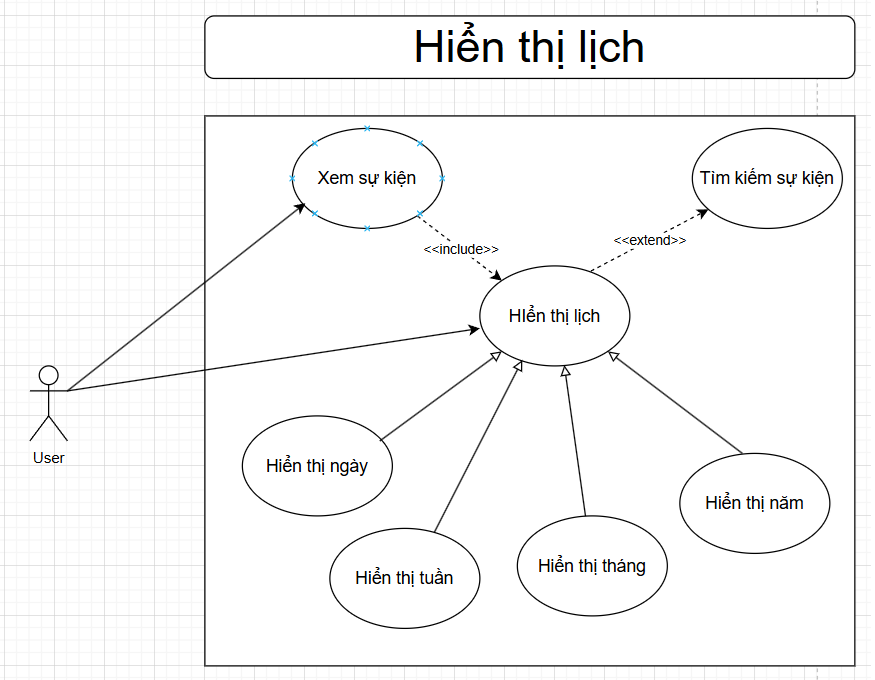 Hiển thị lịch
Xem sự kiện
Tìm kiếm sự kiện
<<include>>
<<extend>>
HIển thị lịch
User
Hiển thị ngày
Hiển thị tuần
Hiển thị tháng
Hiển thị năm